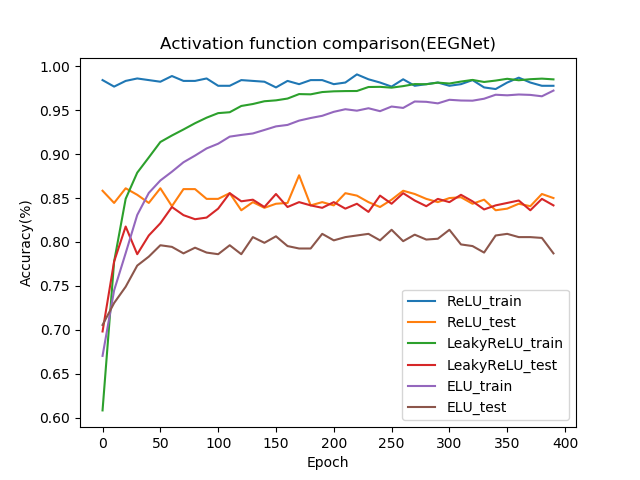 Activation function comparison(EEGNet)
1.00
0.95
0.90
0.85
0.80
0.75
0.70
0.65
0.60
Accuracy(%)
ReLU_train
ReLU_test
LeakyReLU_train
LeakyReLU_test
ELU_train
ELU_test
0 50 100 150 200 250 300 350 400
Epoch